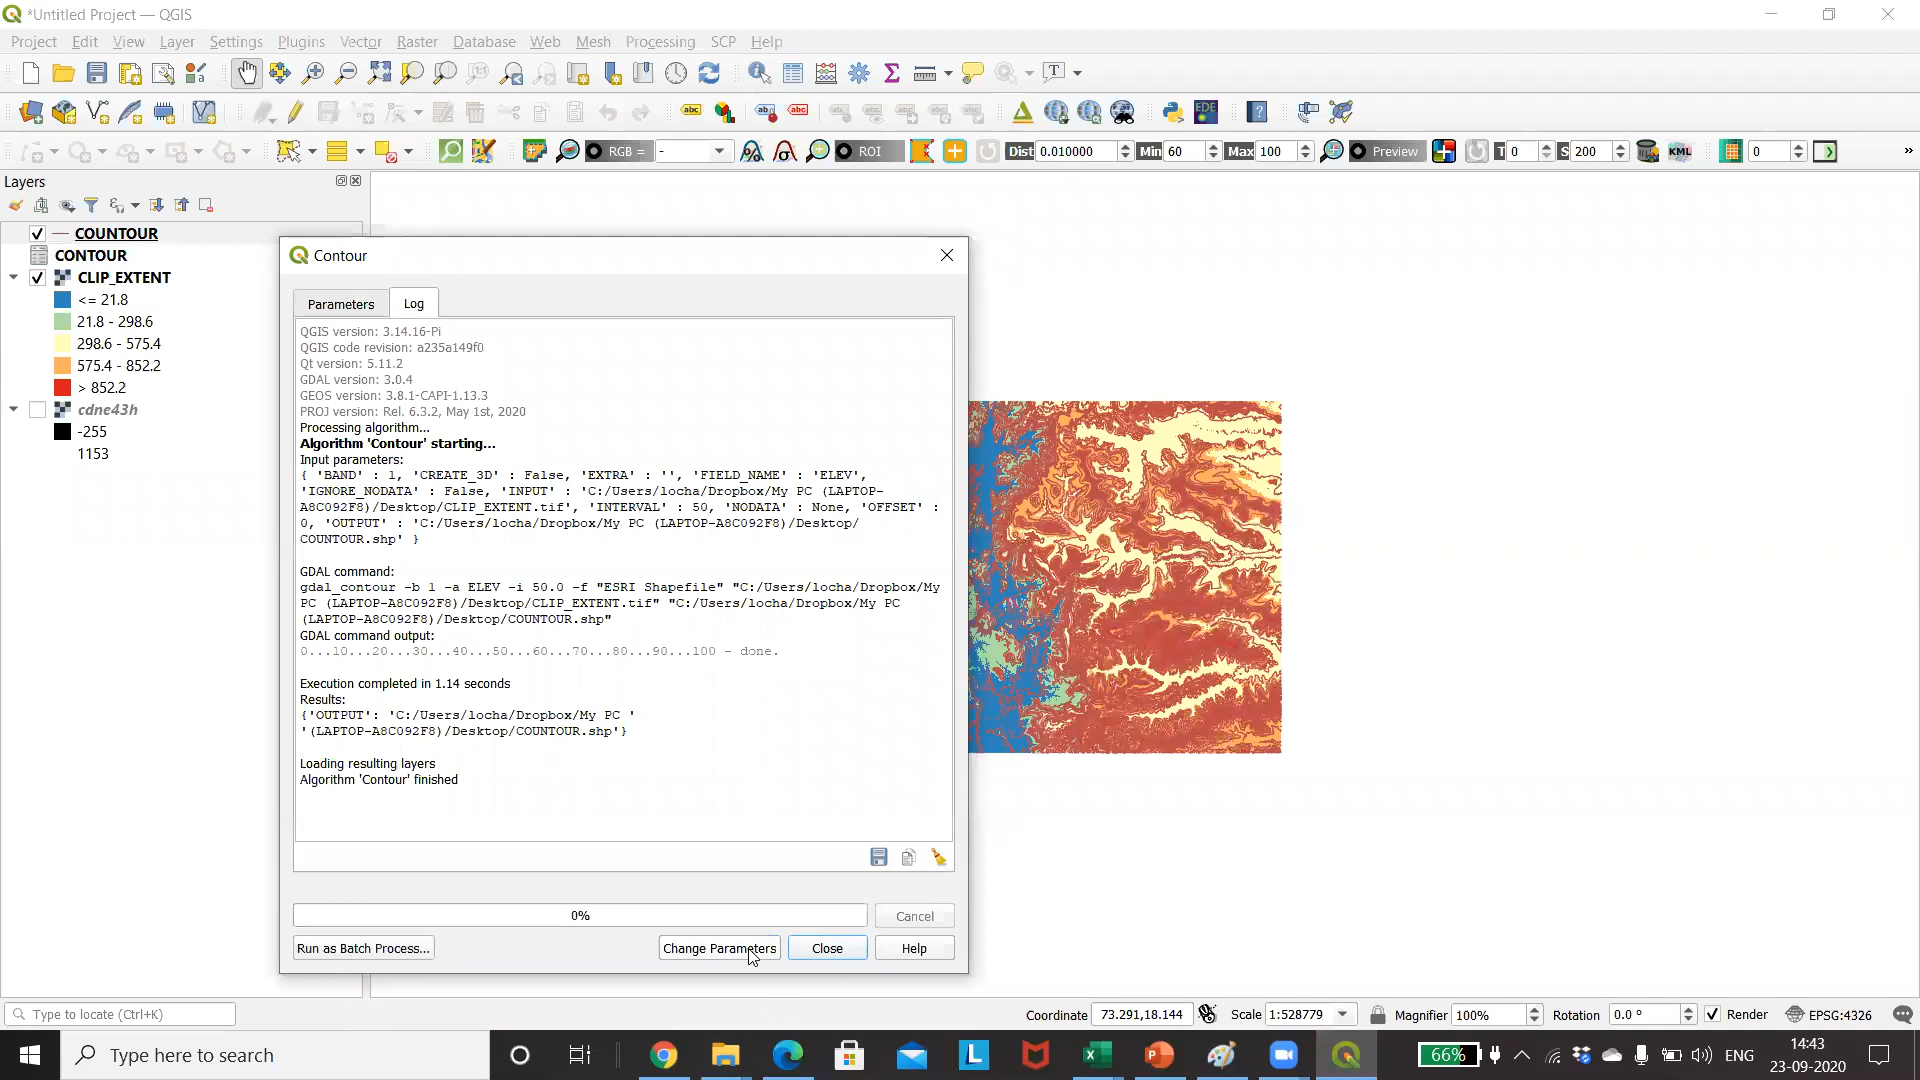 *Untitled Project — QGIS
Project Edit View Layer Settings Plugins Vector Raster Database Web Mesh Processing SCP Help
RGB = - ROI Dist 0.010000 Min 60 Max 100 Preview T 0 S 200 KML 0 »
Layers
COUNTOUR
CONTOUR
CLIP_EXTENT
<= 21.8
21.8 - 298.6
298.6 - 575.4
575.4 - 852.2
> 852.2
cdne43h
-255
1153
Contour
Parameters Log
QGIS version: 3.14.16-Pi
QGIS code revision: a235a149f0
Qt version: 5.11.2
GDAL version: 3.0.4
GEOS version: 3.8.1-CAPI-1.13.3
PROJ version: Rel. 6.3.2, May 1st, 2020
Processing algorithm...
Algorithm 'Contour' starting...
Input parameters:
{ 'BAND' : 1, 'CREATE_3D' : False, 'EXTRA' : '', 'FIELD_NAME' : 'ELEV',
'IGNORE_NODATA' : False, 'INPUT' : 'C:/Users/locha/Dropbox/My PC (LAPTOP-
A8C092F8)/Desktop/CLIP_EXTENT.tif', 'INTERVAL' : 50, 'NODATA' : None, 'OFFSET' :
0, 'OUTPUT' : 'C:/Users/locha/Dropbox/My PC (LAPTOP-A8C092F8)/Desktop/
COUNTOUR.shp' }
GDAL command:
gdal_contour -b 1 -a ELEV -i 50.0 -f "ESRI Shapefile" "C:/Users/locha/Dropbox/My
PC (LAPTOP-A8C092F8)/Desktop/CLIP_EXTENT.tif" "C:/Users/locha/Dropbox/My PC
(LAPTOP-A8C092F8)/Desktop/COUNTOUR.shp"
GDAL command output:
0...10...20...30...40...50...60...70...80...90...100 - done.
Execution completed in 1.14 seconds
Results:
{'OUTPUT': 'C:/Users/locha/Dropbox/My PC '
'(LAPTOP-A8C092F8)/Desktop/COUNTOUR.shp'}
Loading resulting layers
Algorithm 'Contour' finished
0% Cancel
Run as Batch Process... Change Parameters Close Help
Type to locate (Ctrl+K) Coordinate 73.291,18.144 Scale 1:528779 Magnifier 100% Rotation 0.0 ° Render EPSG:4326
Type here to search 66% ENG
14:43
23-09-2020